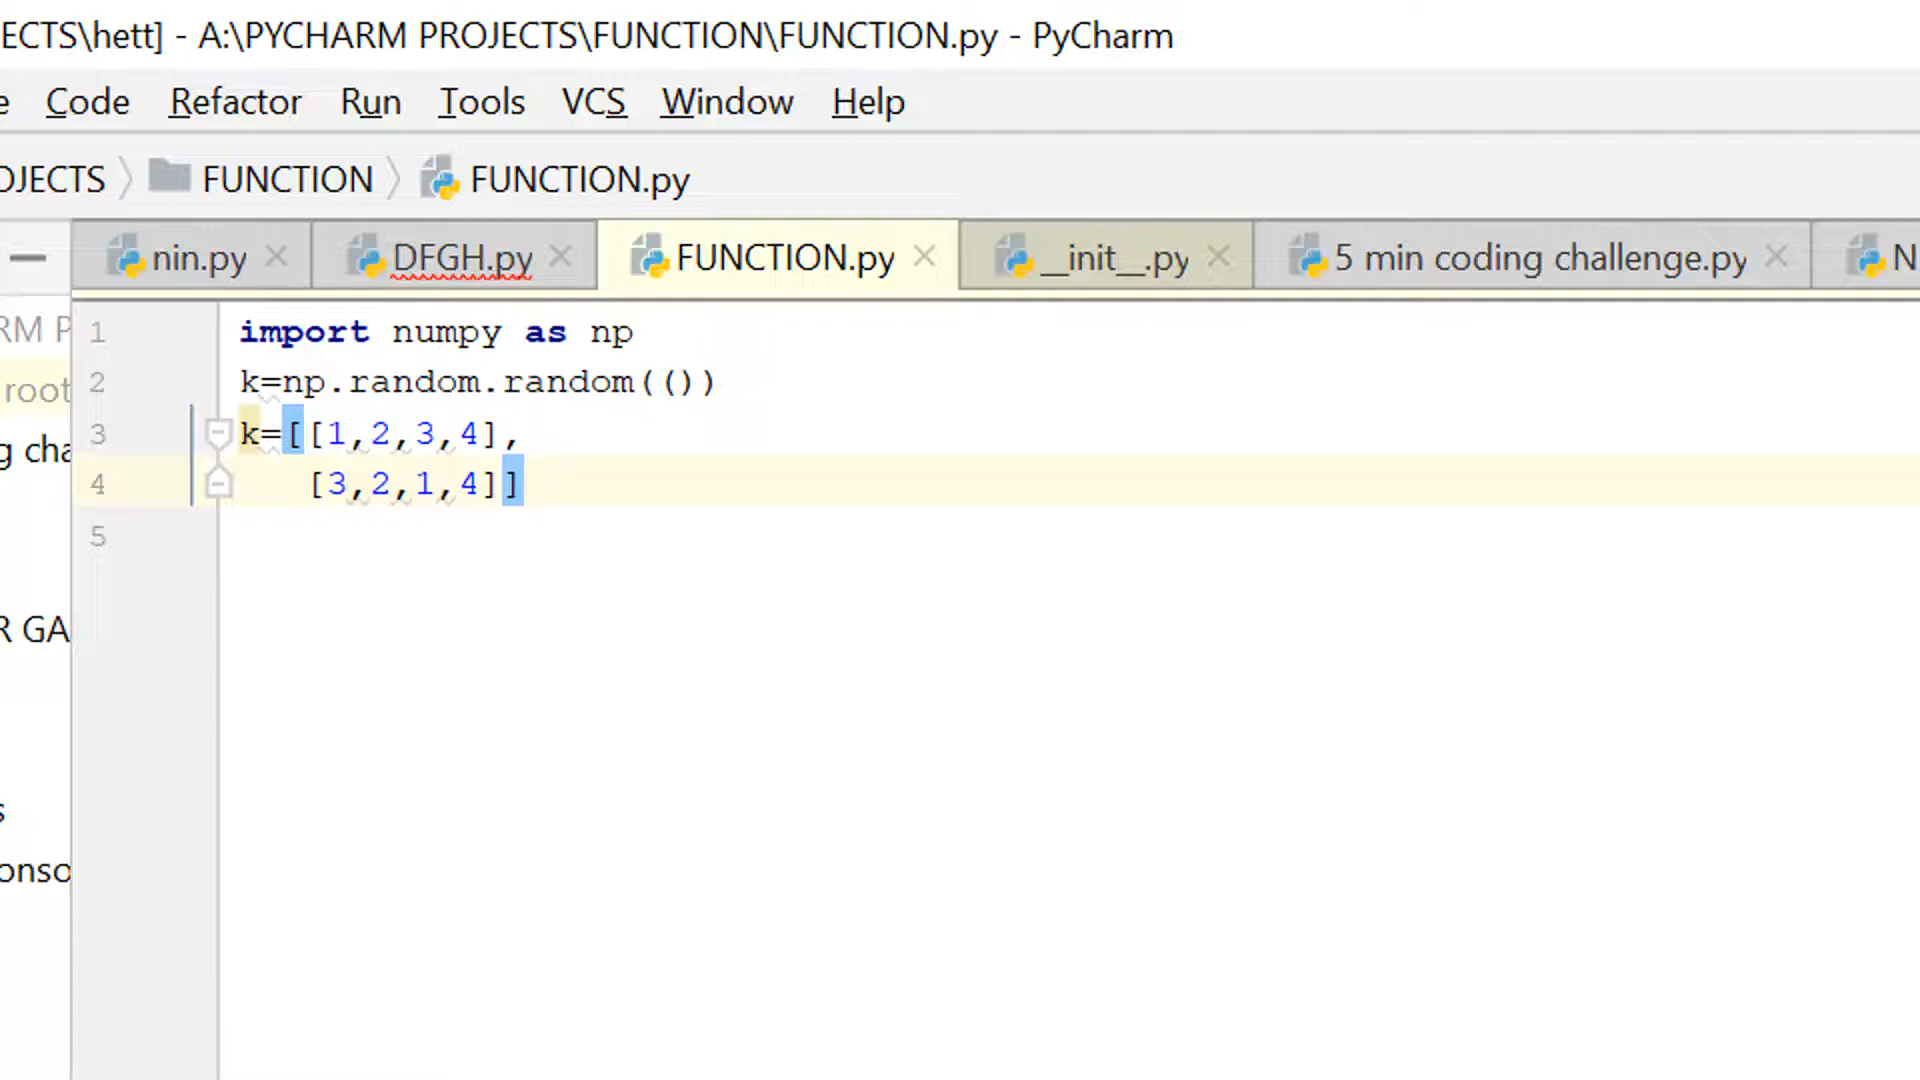 ECTS\hett] - A:\PYCHARM PROJECTS\FUNCTION\FUNCTION.py - PyCharm
e Code Refactor Run Tools VCS Window Help
OJECTS FUNCTION FUNCTION.py
nin.py DFGH.py FUNCTION.py __init__.py 5 min coding challenge.py N
RM P 1 import numpy as np
root 2 k=np.random.random(())
3 k=[[1,2,3,4],
g cha
4 [3,2,1,4]]
5
R GA
s
onso